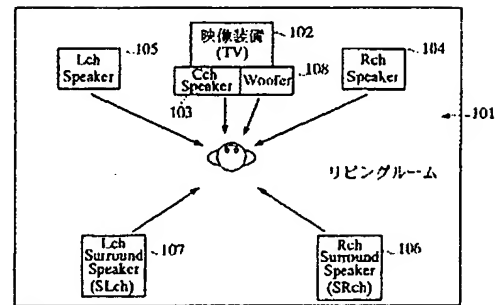 映像装置
(TV)
102
105
Lch
Speaker
Cch
Speaker
Woofer
108
103
Rch
Speaker
104
101
リビングルーム
Lch
Surround
Speaker
(SLch)
107
Rch
Surround
Speaker
(SRch)
106